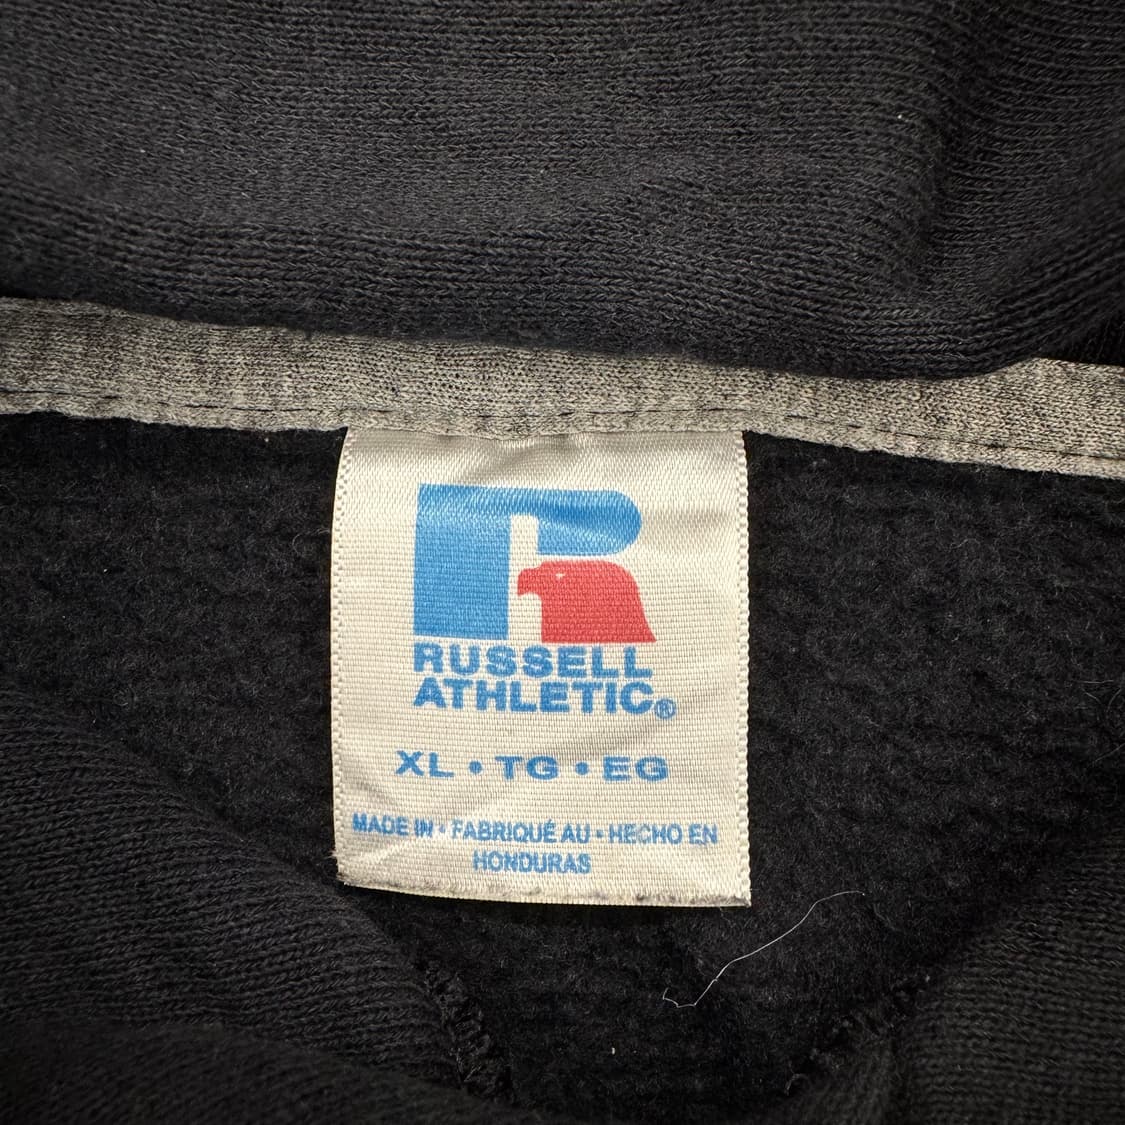 RUSSELL
ATHLETIC®
XL • TG • EG
MADE IN • FABRIQUÉ AU • HECHO EN
HONDURAS